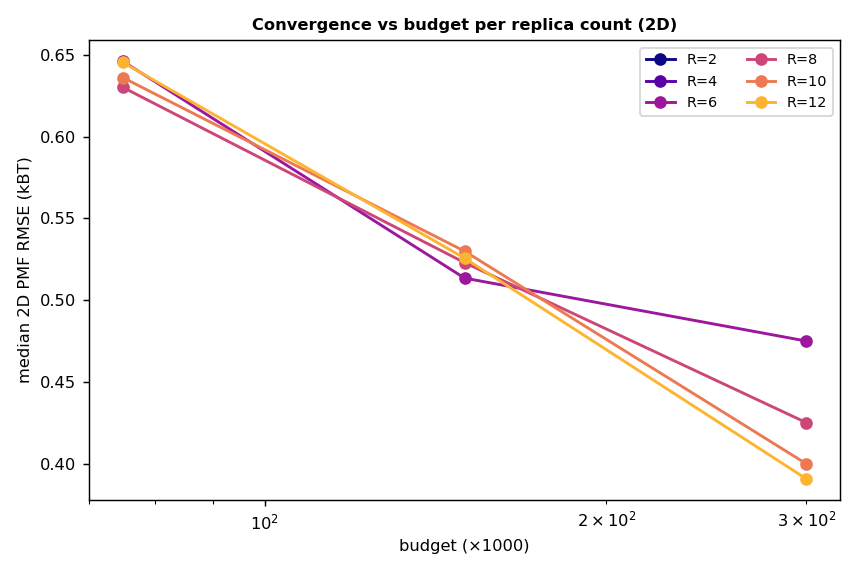 Convergence vs budget per replica count (2D)
median 2D PMF RMSE (kBT)
0.65
0.60
0.55
0.50
0.45
0.40
R=2
R=4
R=6
R=8
R=10
R=12
10²
2 × 10²
3 × 10²
budget (×1000)